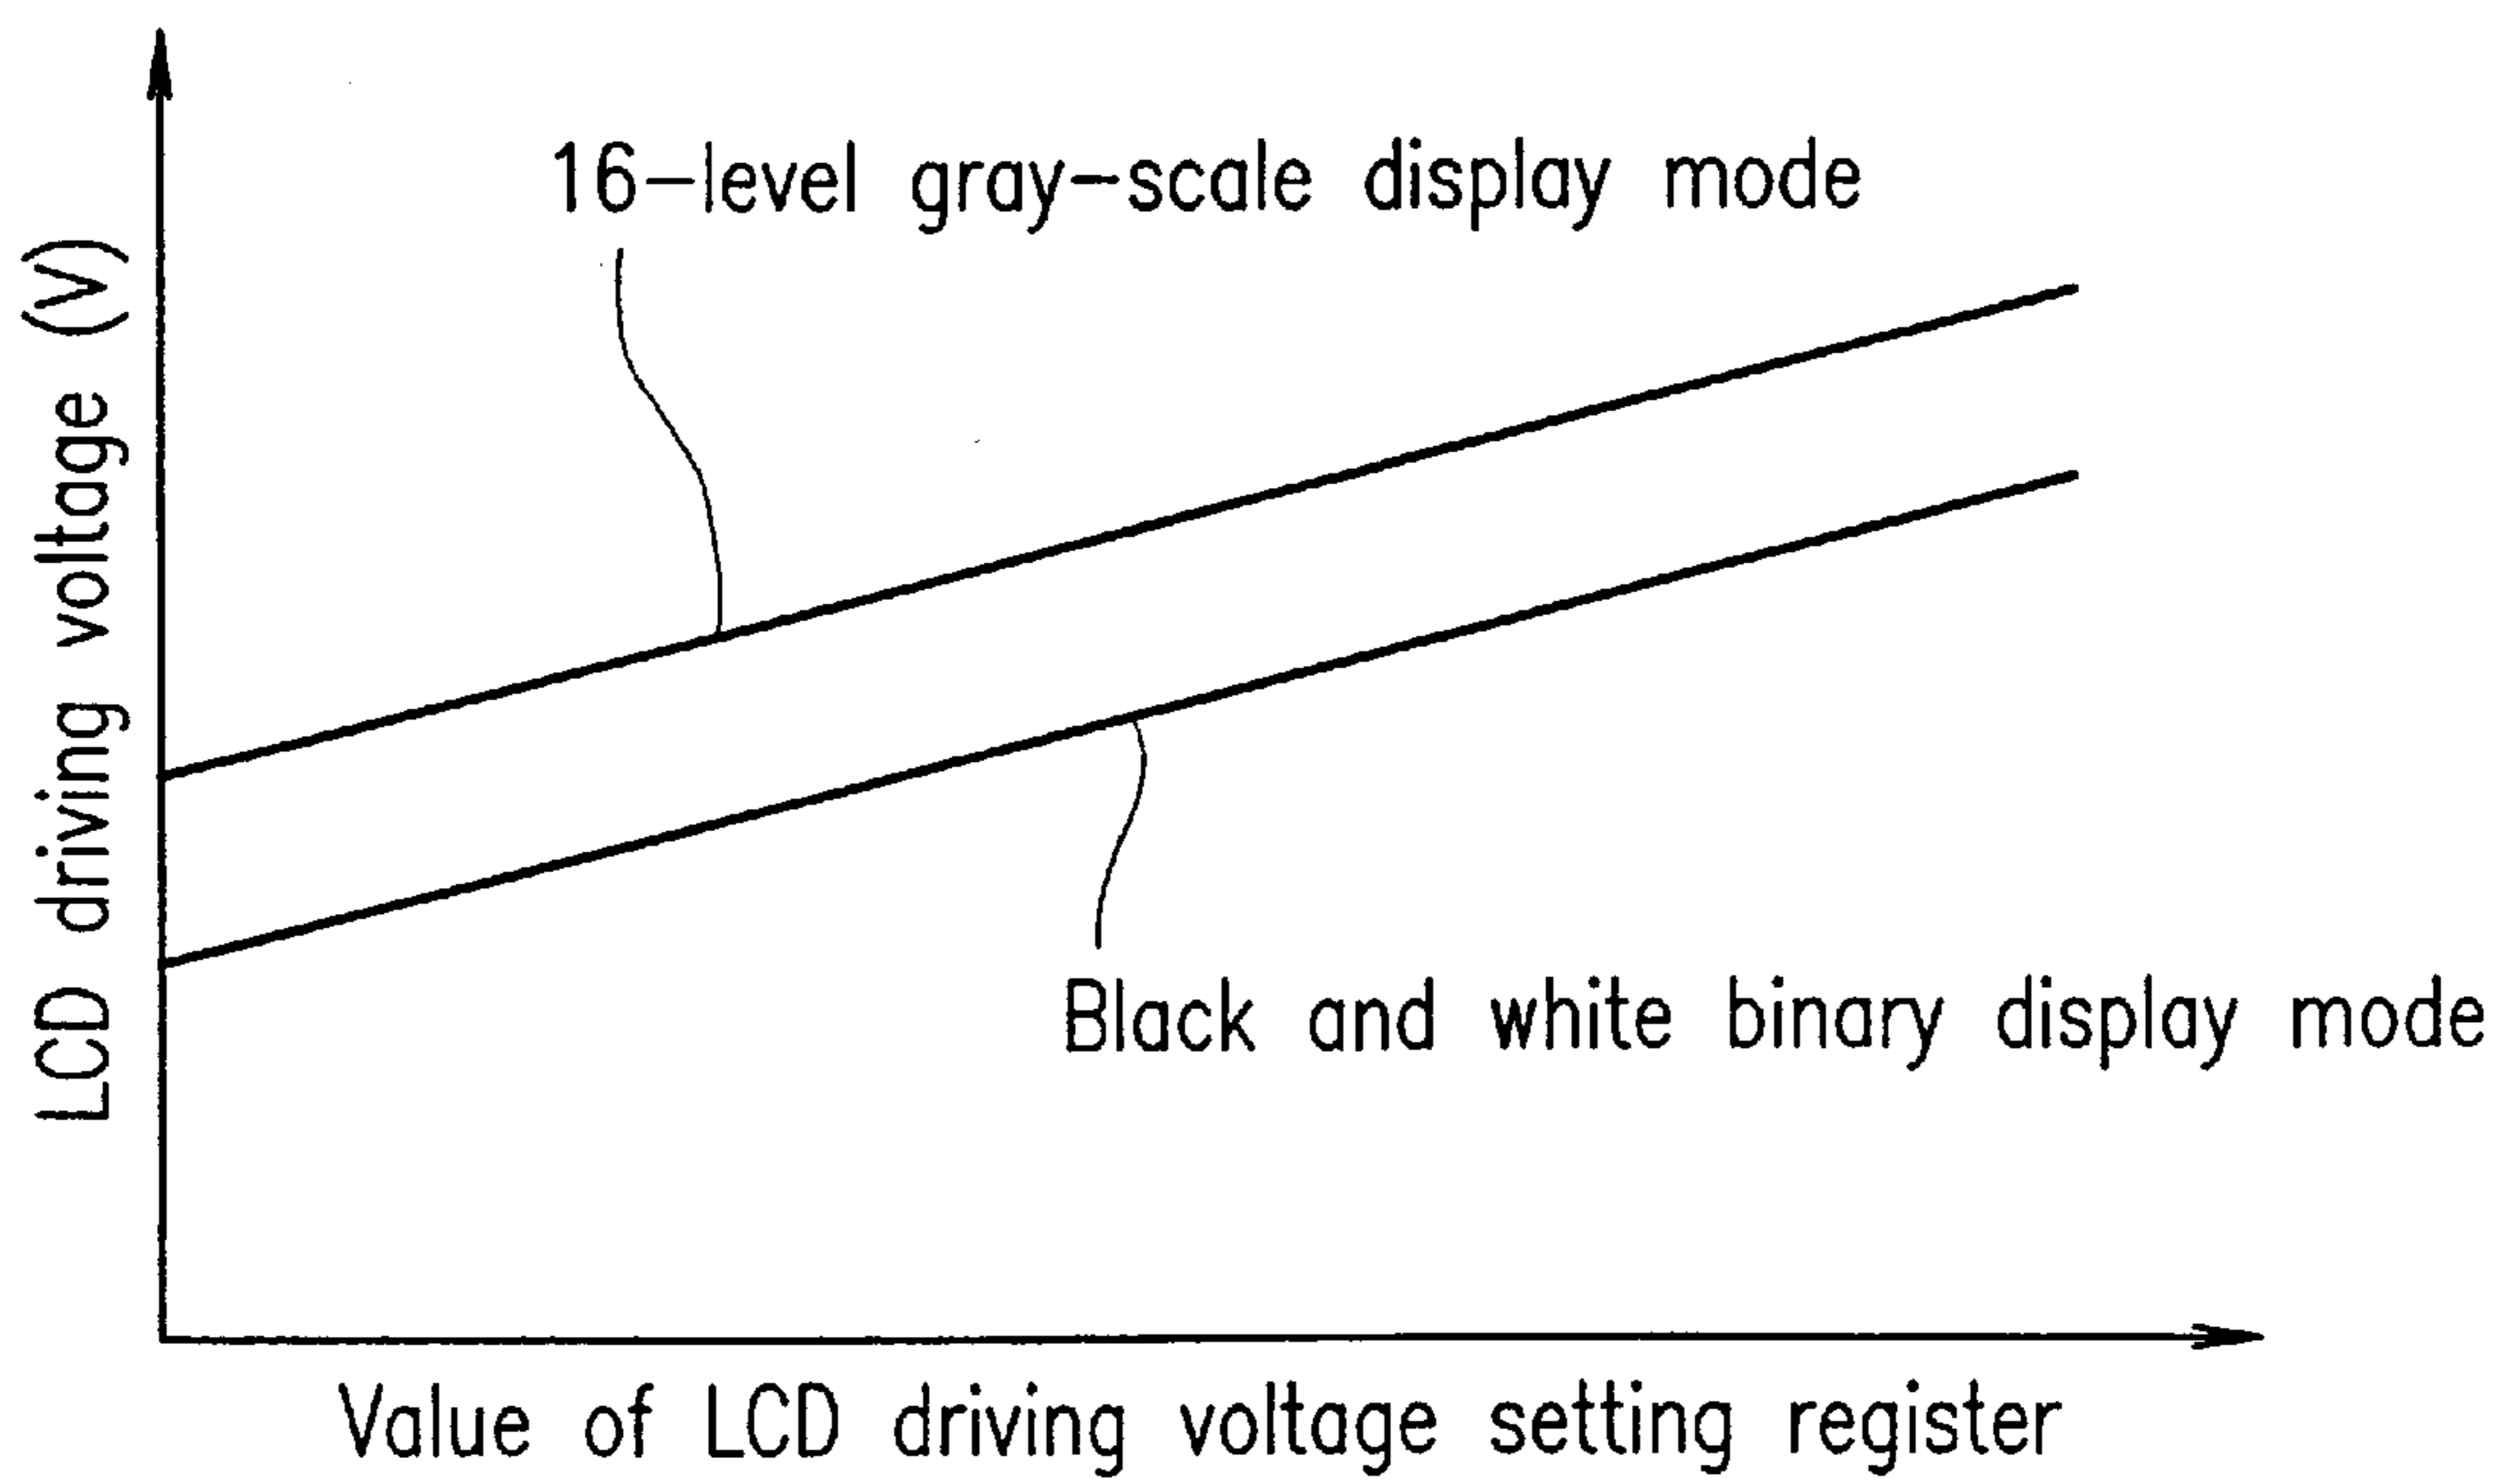 16-level gray-scale display mode
LCD driving voltage (V)
Black and white binary display mode
Value of LCD driving voltage setting register